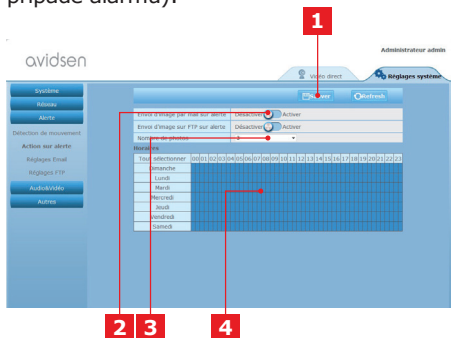 prípade alarmu).
1
Administrateur admin
avidsen
Vidéo direct
Réglages système
Système
Réseau
Alerte
Détection de mouvement
Action sur alerte
Réglages Email
Réglages FTP
Audio&Vidéo
Autres
Refresh
Envoi d'image par mail sur alerte Désactiver Activer
Envoi d'image sur FTP sur alerte Désactiver Activer
Nombre de photos
Horaires
Tout sélectionner 00 01 02 03 04 05 06 07 08 09 10 11 12 13 14 15 16 17 18 19 20 21 22 23
Dimanche
Lundi
Mardi
Mercredi
Jeudi
Vendredi
Samedi
2 3 4